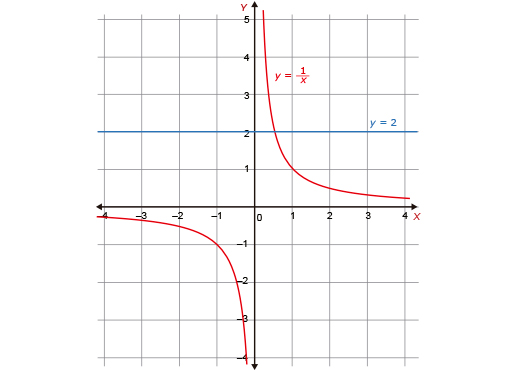 Y
5
4
y = 1/x
3
y = 2
2
1
–4 –3 –2 –1 0 1 2 3 4 X
–1
–2
–3
–4